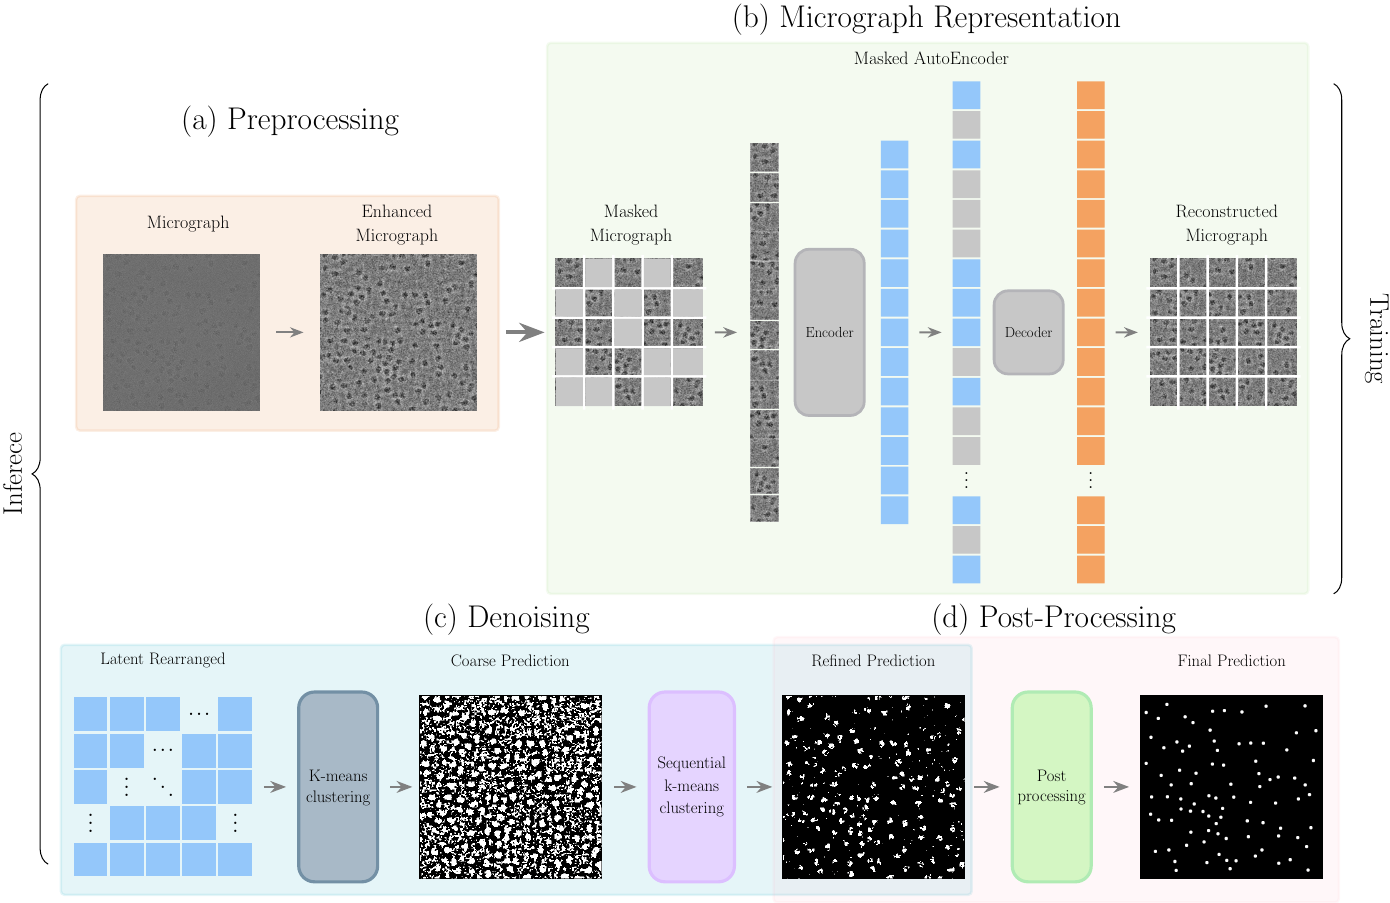 (b) Micrograph Representation
Masked AutoEncoder
(a) Preprocessing
Micrograph
Enhanced
Micrograph
Masked
Micrograph
Encoder
Decoder
Reconstructed
Micrograph
Training
Inferece
(c) Denoising
(d) Post-Processing
Latent Rearranged
Coarse Prediction
Refined Prediction
Final Prediction
K-means
clustering
Sequential
k-means
clustering
Post
processing